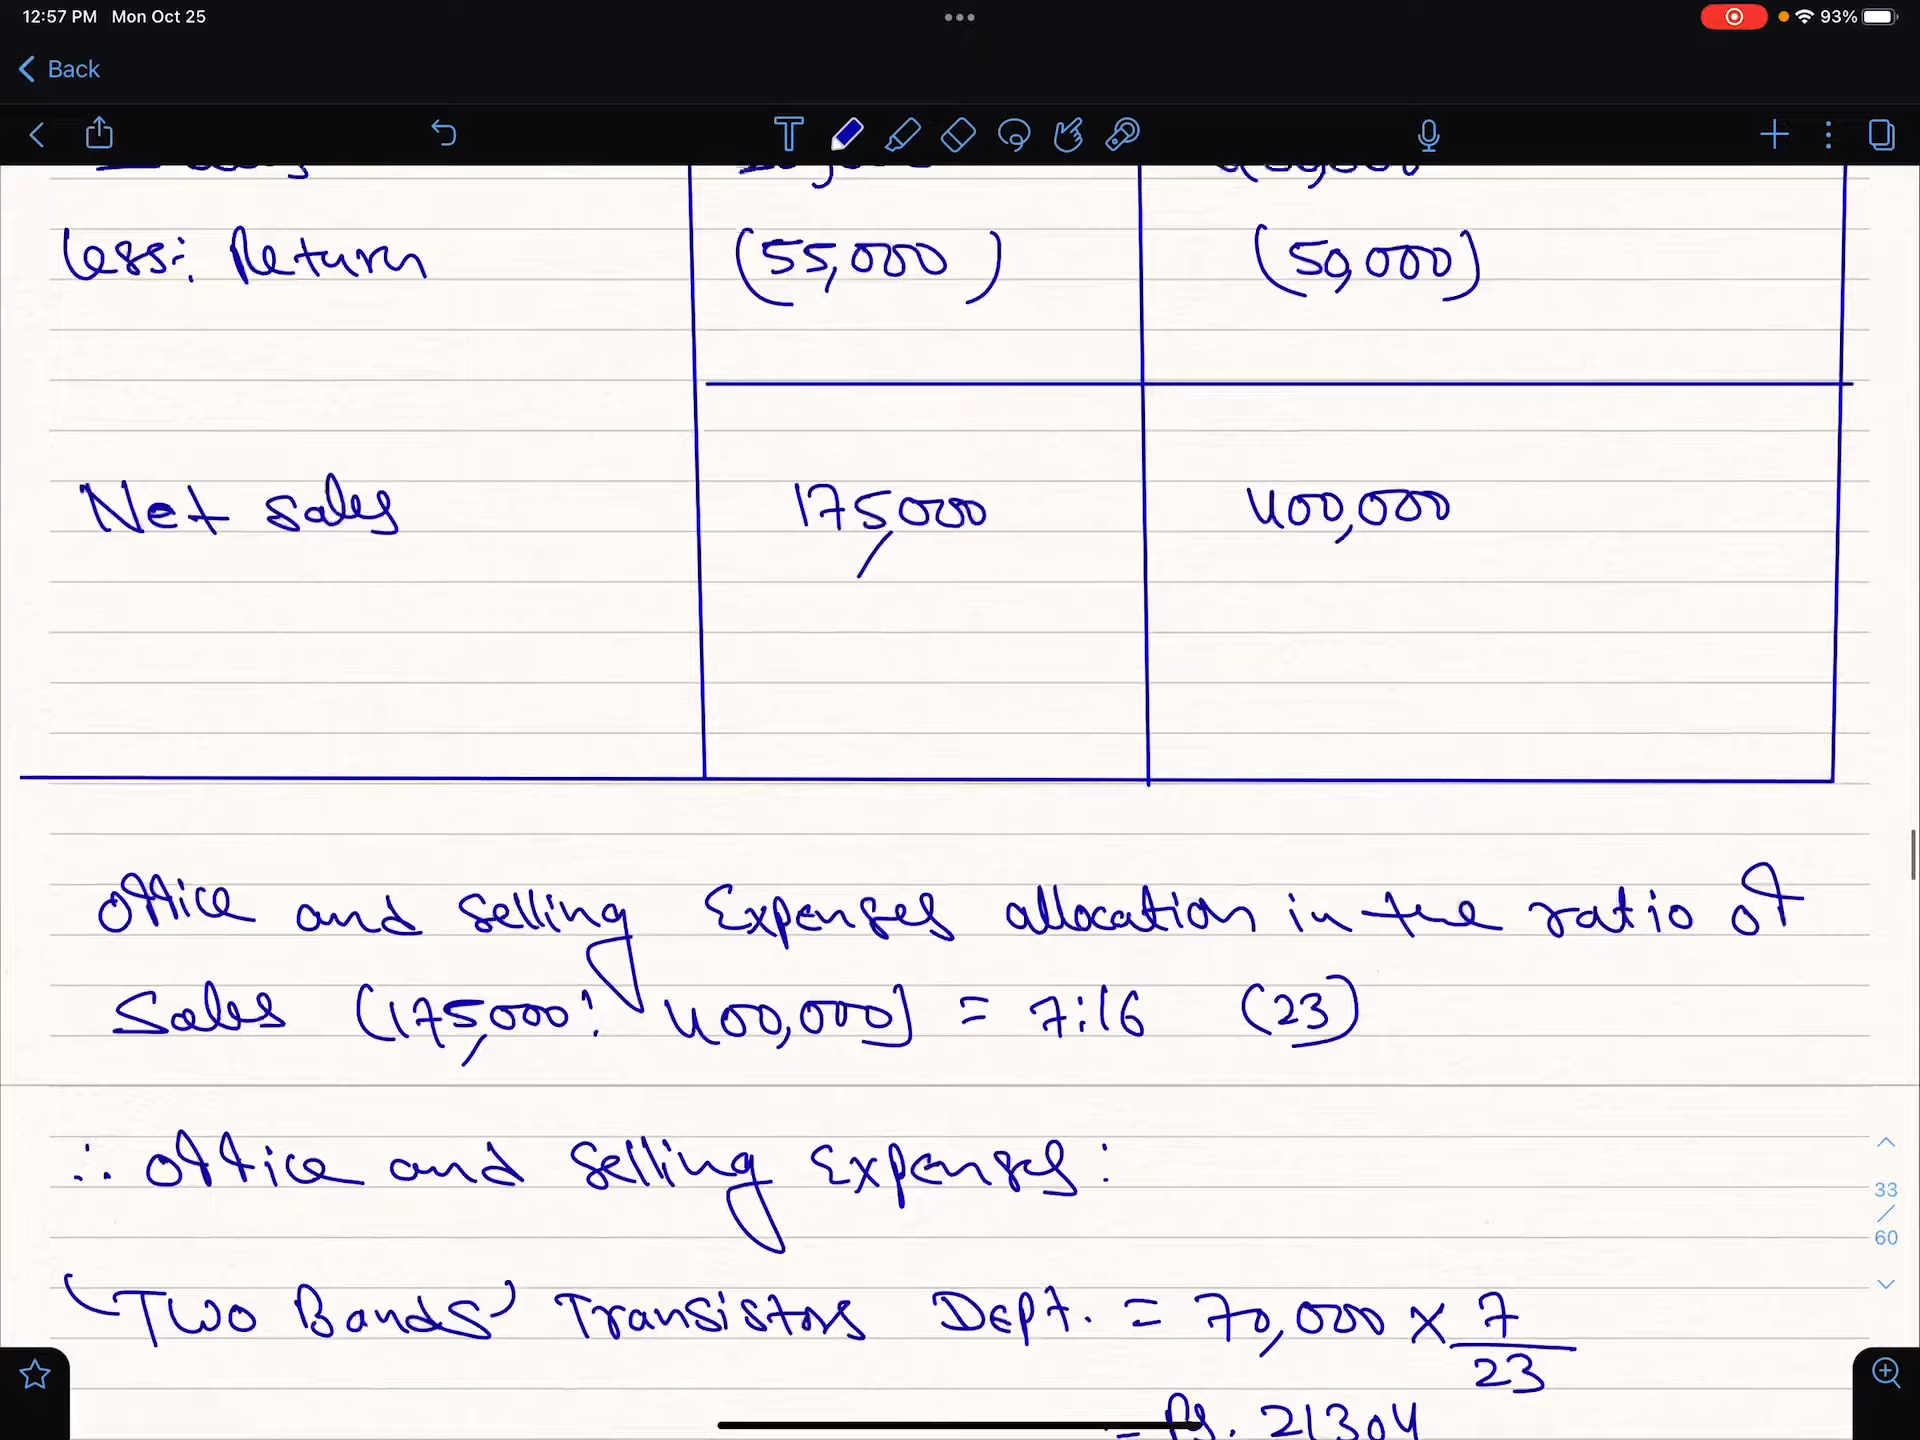 12:57 PM Mon Oct 25
93%
Back
T
Less: Return (55,000) (50,000)
Net sales 175,000 400,000
Office and Selling Expenses allocation in the ratio of
Sales (175,000: 400,000) = 7:16 (23)
∴ Office and Selling Expenses:
'Two Bands' Transistors Dept. = 70,000 × 7/23
= Rs. 21304
33
/
60